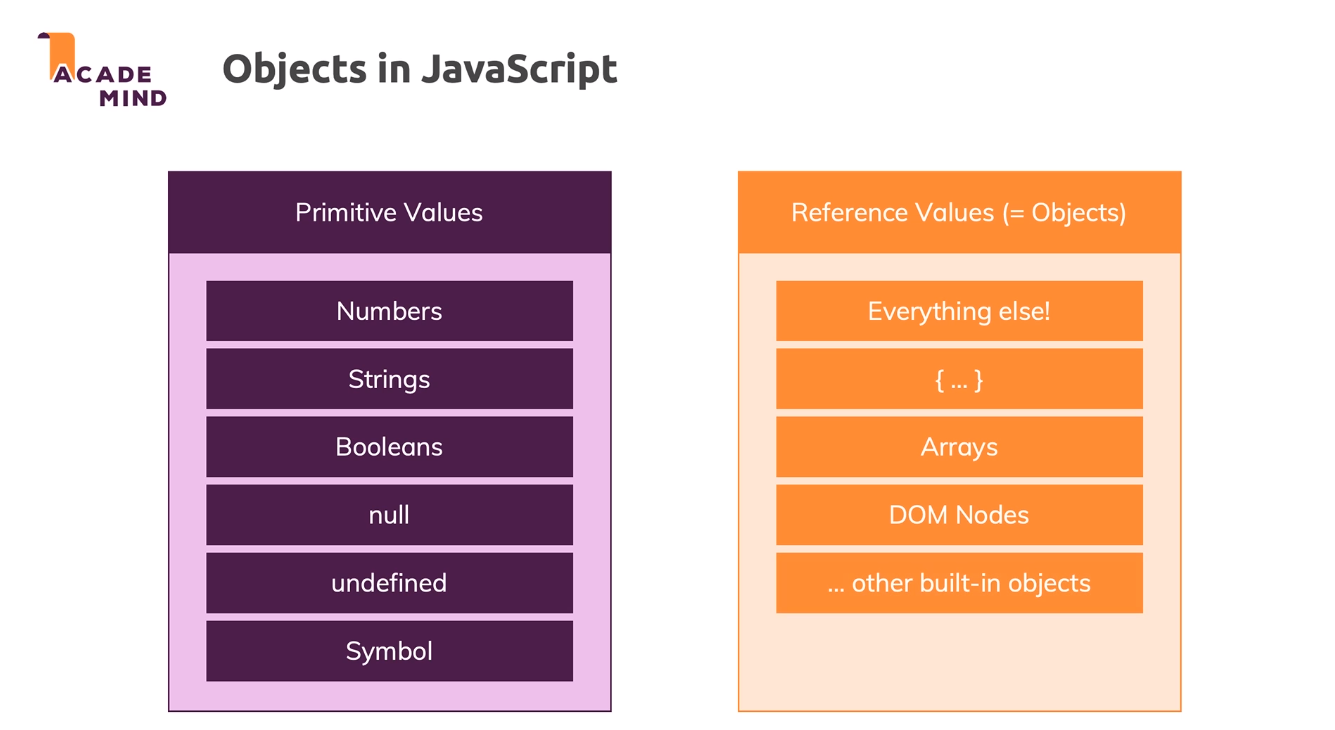 ACADE
MIND
Objects in JavaScript
Primitive Values
Numbers
Strings
Booleans
null
undefined
Symbol
Reference Values (= Objects)
Everything else!
{ ... }
Arrays
DOM Nodes
... other built-in objects